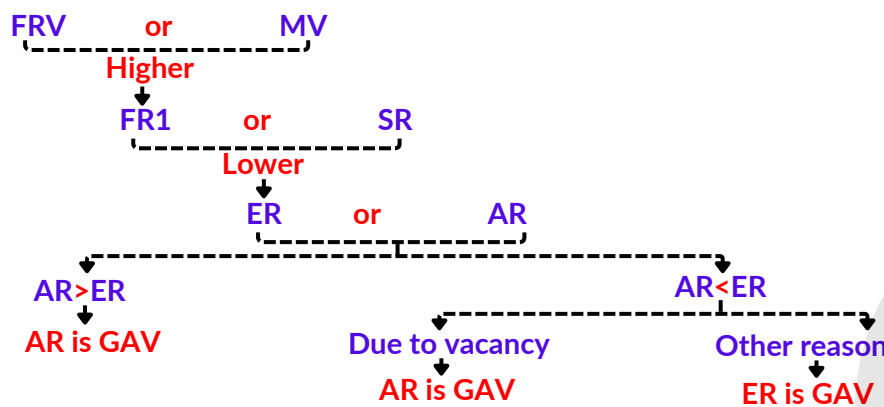 FRV or MV
Higher
FR1 or SR
Lower
ER or AR
AR>ER
AR<ER
AR is GAV
Due to vacancy
Other reason
AR is GAV
ER is GAV